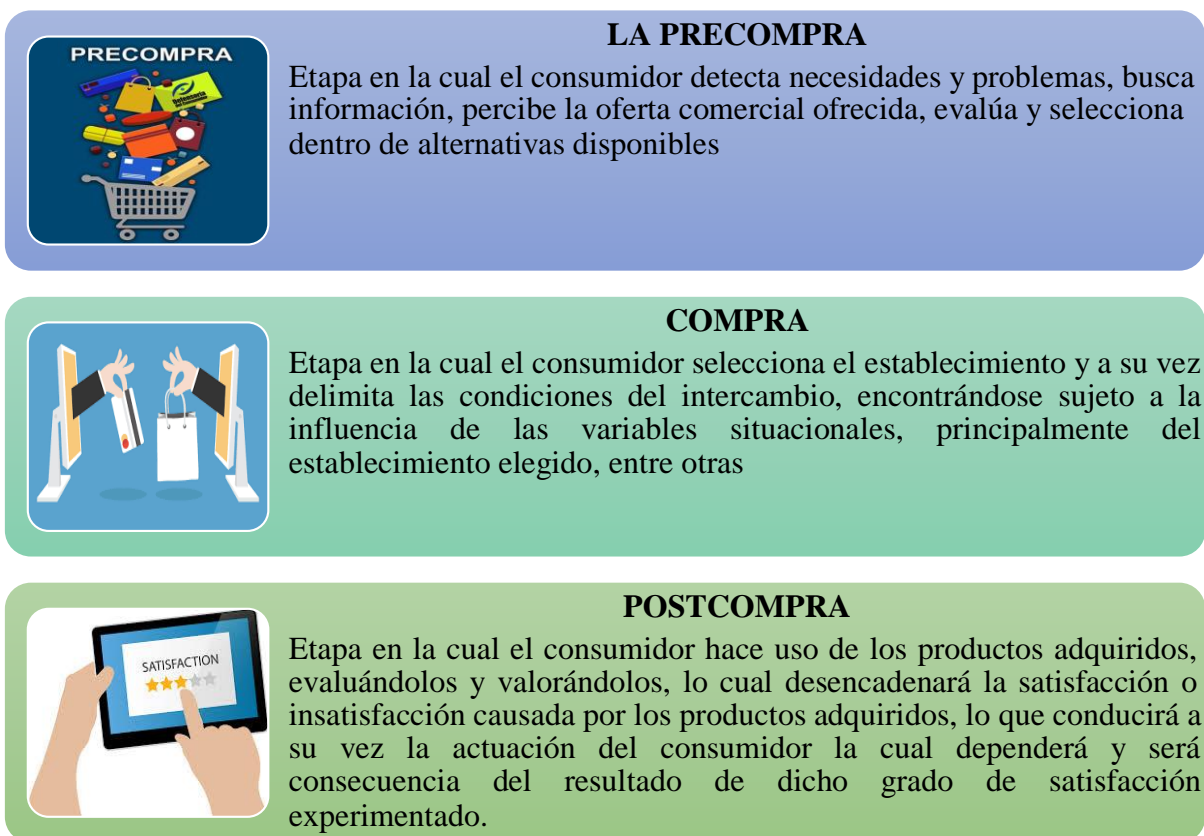 PRECOMPRA
Defensoría
LA PRECOMPRA
Etapa en la cual el consumidor detecta necesidades y problemas, busca
información, percibe la oferta comercial ofrecida, evalúa y selecciona
dentro de alternativas disponibles
COMPRA
Etapa en la cual el consumidor selecciona el establecimiento y a su vez
delimita las condiciones del intercambio, encontrándose sujeto a la
influencia de las variables situacionales, principalmente del
establecimiento elegido, entre otras
SATISFACTION
POSTCOMPRA
Etapa en la cual el consumidor hace uso de los productos adquiridos,
evaluándolos y valorándolos, lo cual desencadenará la satisfacción o
insatisfacción causada por los productos adquiridos, lo que conducirá a
su vez la actuación del consumidor la cual dependerá y será
consecuencia del resultado de dicho grado de satisfacción
experimentado.